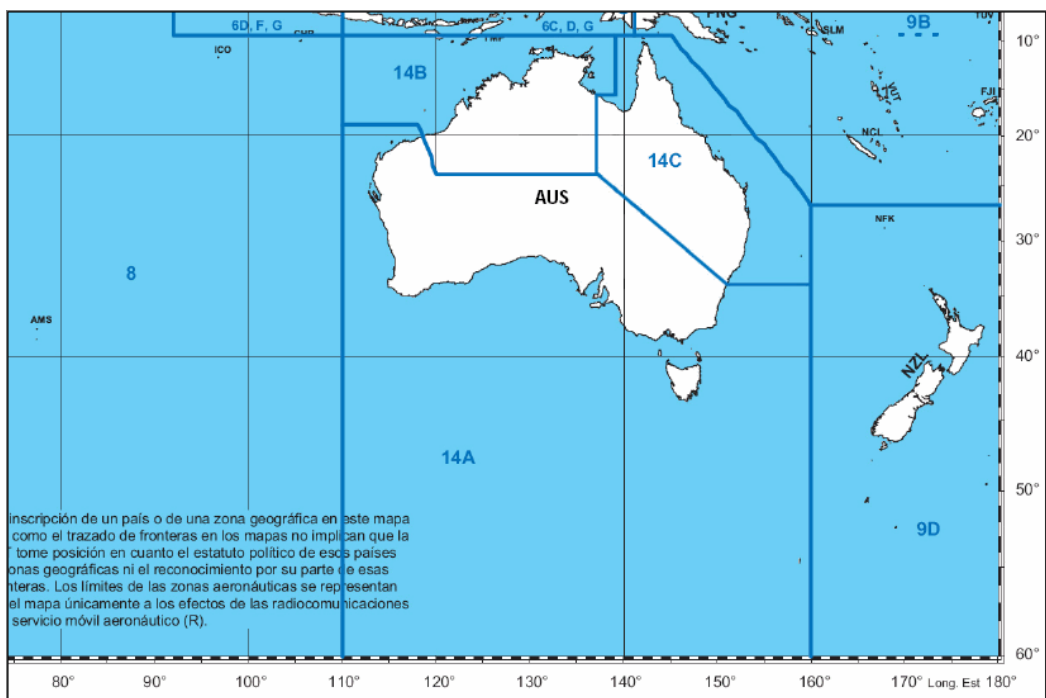 6D, F, G
6C, D, G
PNG
SLM
9B
TUV
10°
ICO
14B
VUT
FJI
NCL
20°
14C
AUS
NFK
30°
8
AMS
40°
NZL
14A
50°
9D
inscripción de un país o de una zona geográfica en este mapa
como el trazado de fronteras en los mapas no implican que la
tome posición en cuanto el estatuto político de esos países
onas geográficas ni el reconocimiento por su parte de esas
nteras. Los límites de las zonas aeronáuticas se representan
el mapa únicamente a los efectos de las radiocomunicaciones
servicio móvil aeronáutico (R).
60°
80° 90° 100° 110° 120° 130° 140° 150° 160° 170° Long. Est 180°